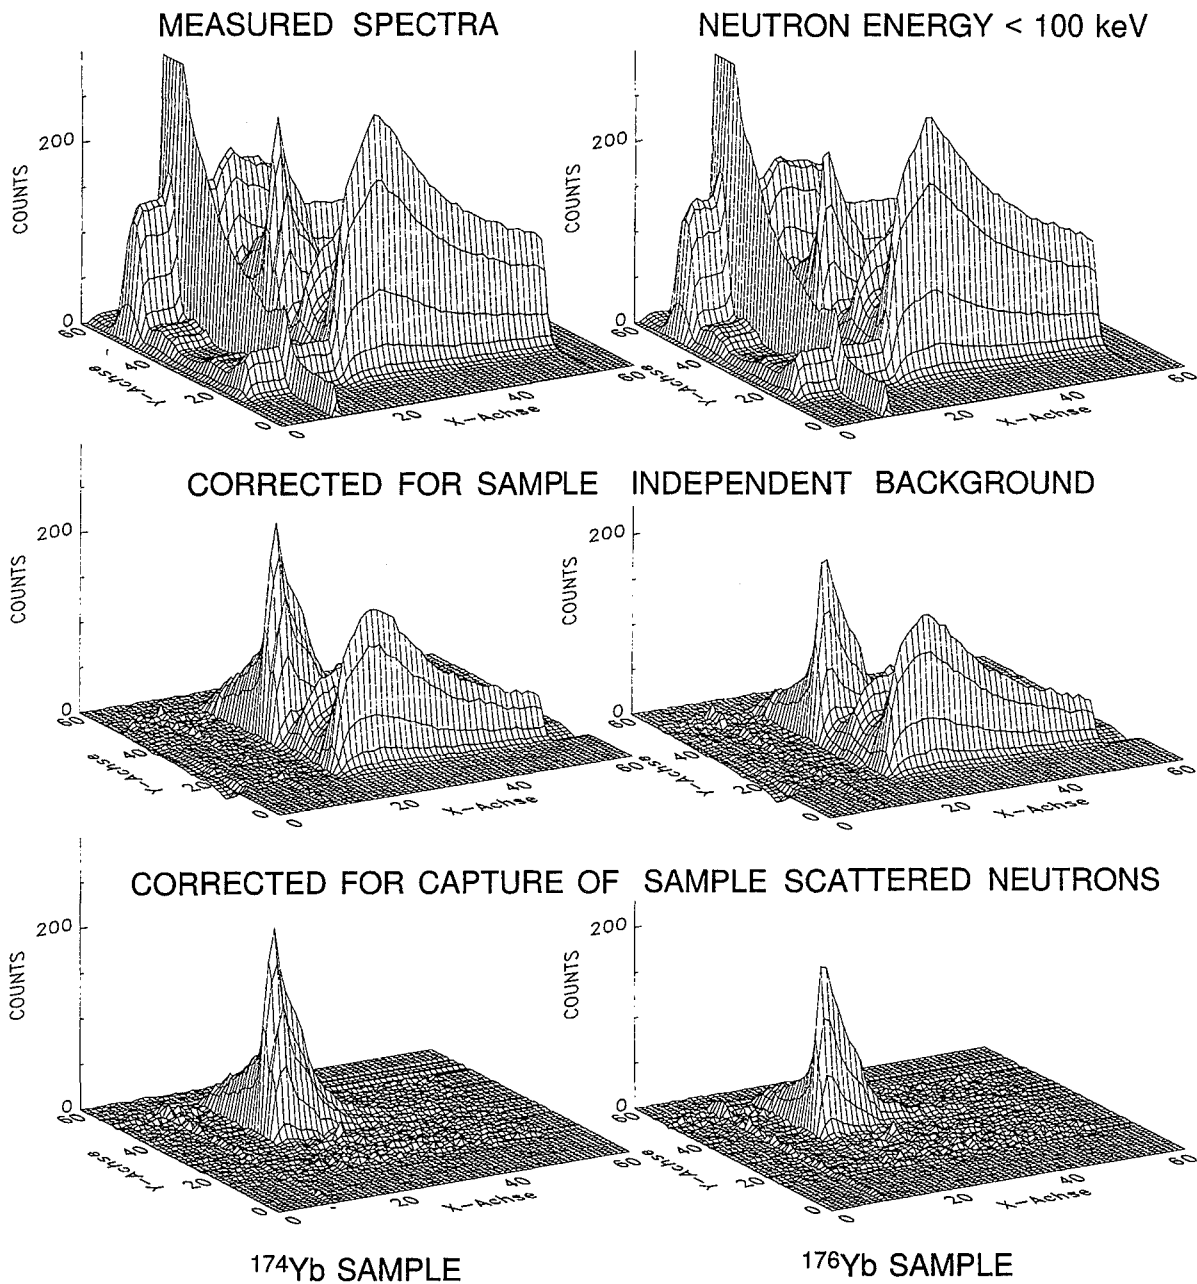 MEASURED SPECTRA NEUTRON ENERGY < 100 keV
COUNTS
200
0
60
40
Y-Achse
20
0
0
20
X-Achse
40
60
COUNTS
200
0
60
40
Y-Achse
20
0
0
20
X-Achse
40
60
CORRECTED FOR SAMPLE INDEPENDENT BACKGROUND
COUNTS
200
0
60
40
Y-Achse
20
0
0
20
X-Achse
40
60
COUNTS
200
0
60
40
Y-Achse
20
0
0
20
X-Achse
40
60
CORRECTED FOR CAPTURE OF SAMPLE SCATTERED NEUTRONS
COUNTS
200
0
60
40
Y-Achse
20
0
0
20
X-Achse
40
60
COUNTS
200
0
60
40
Y-Achse
20
0
0
20
X-Achse
40
60
¹⁷⁴Yb SAMPLE ¹⁷⁶Yb SAMPLE